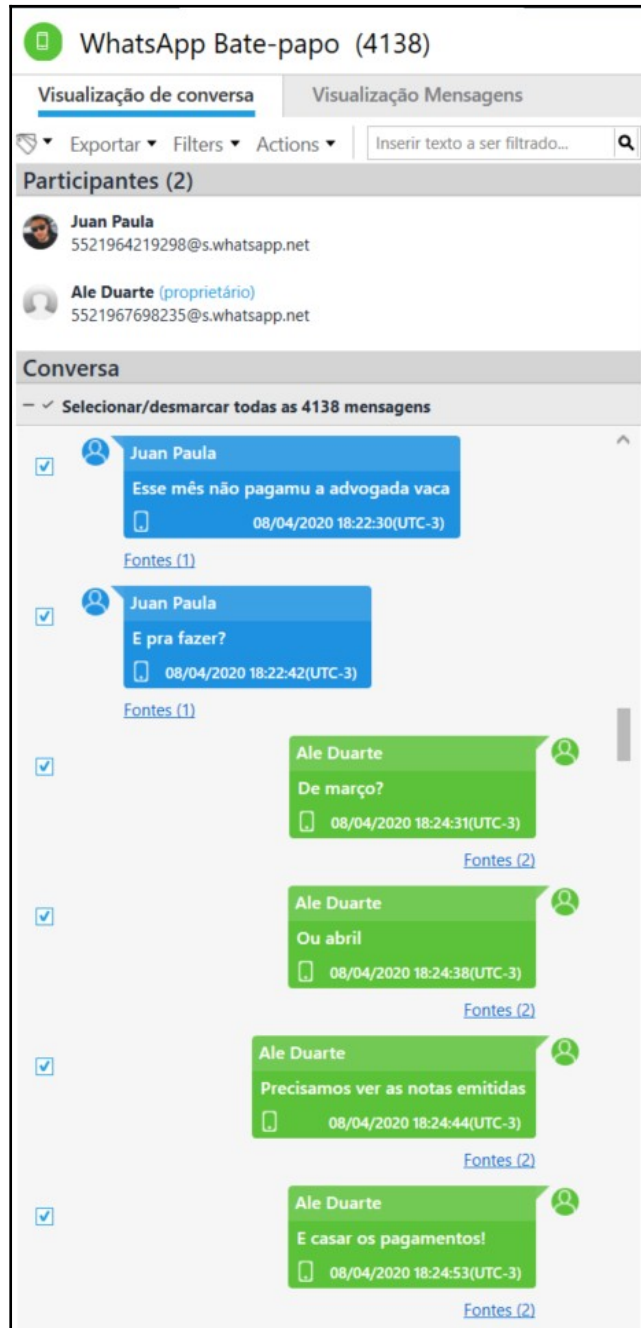 WhatsApp Bate-papo (4138)
Visualização de conversa Visualização Mensagens
Exportar Filters Actions Inserir texto a ser filtrado...
Participantes (2)
Juan Paula
5521964219298@s.whatsapp.net
Ale Duarte (proprietário)
5521967698235@s.whatsapp.net
Conversa
Selecionar/desmarcar todas as 4138 mensagens
Juan Paula
Esse mês não pagamu a advogada vaca
08/04/2020 18:22:30(UTC-3)
Fontes (1)
Juan Paula
E pra fazer?
08/04/2020 18:22:42(UTC-3)
Fontes (1)
Ale Duarte
De março?
08/04/2020 18:24:31(UTC-3)
Fontes (2)
Ale Duarte
Ou abril
08/04/2020 18:24:38(UTC-3)
Fontes (2)
Ale Duarte
Precisamos ver as notas emitidas
08/04/2020 18:24:44(UTC-3)
Fontes (2)
Ale Duarte
E casar os pagamentos!
08/04/2020 18:24:53(UTC-3)
Fontes (2)